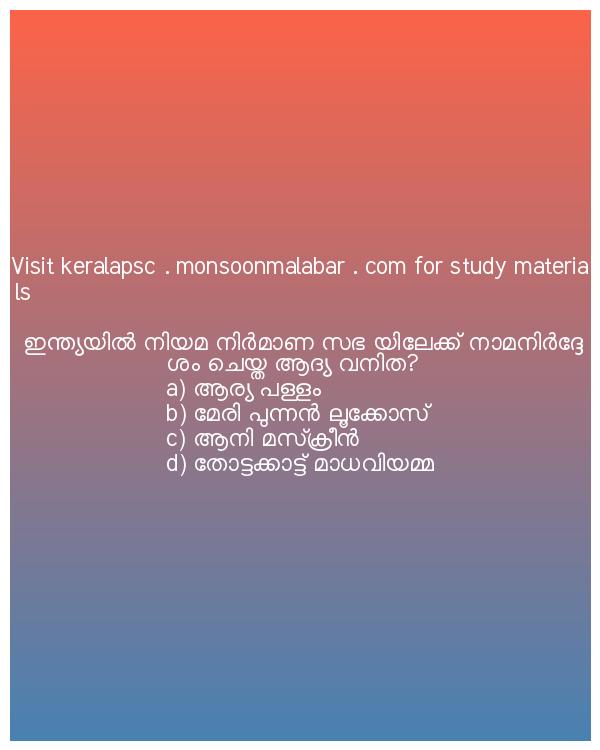 Visit keralapsc . monsoonmalabar . com for study materia
ls
ഇന്ത്യയിൽ നിയമ നിർമാണ സഭ യിലേക്ക് നാമനിർദ്ദേ
ശം ചെയ്ത ആദ്യ വനിത?
a) ആര്യ പള്ളം
b) മേരി പുന്നൻ ലൂക്കോസ്
c) ആനി മസ്ക്രീൻ
d) തോട്ടക്കാട്ട് മാധവിയമ്മ